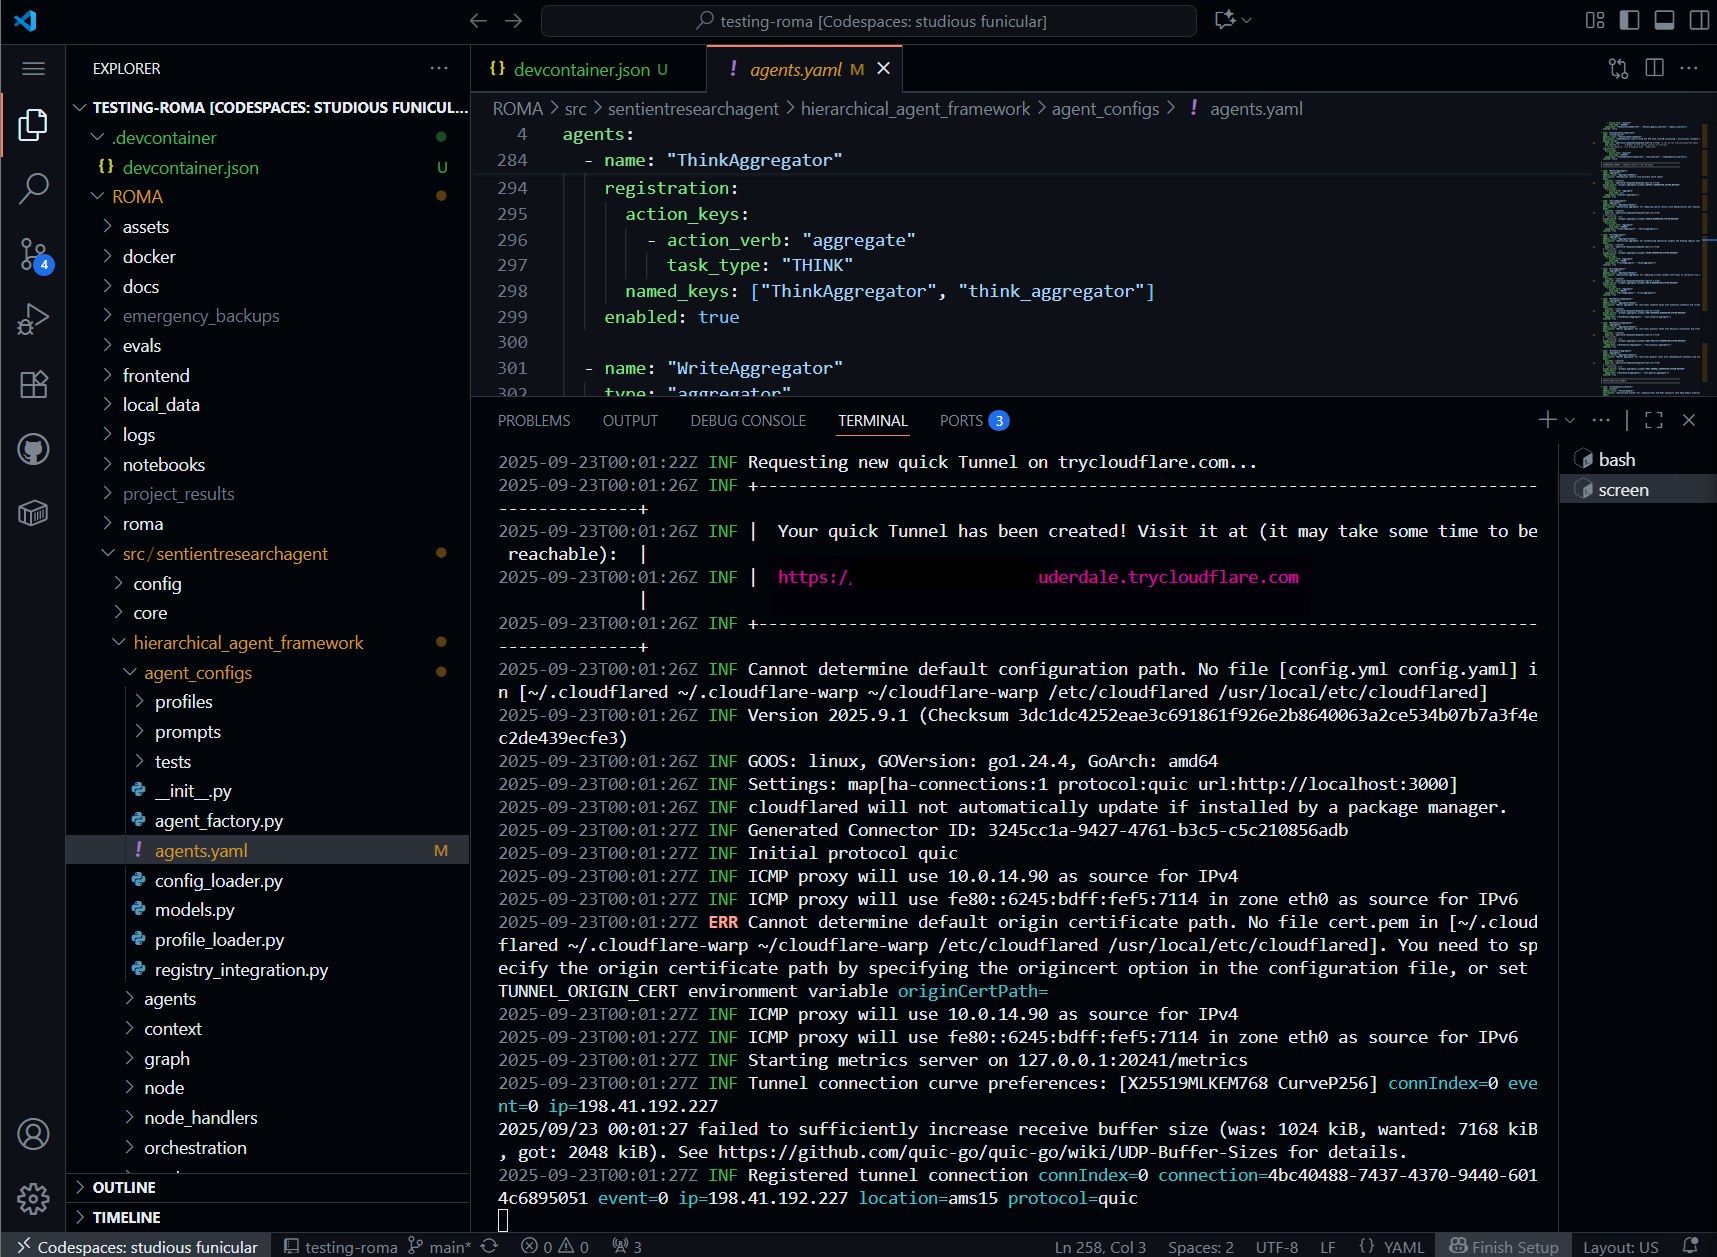 testing-roma [Codespaces: studious funicular]
EXPLORER
TESTING-ROMA [CODESPACES: STUDIOUS FUNICUL...
.devcontainer
{} devcontainer.json U
ROMA
assets
docker
docs
emergency_backups
evals
frontend
local_data
logs
notebooks
project_results
roma
src/sentientresearchagent
config
core
hierarchical_agent_framework
agent_configs
profiles
prompts
tests
__init__.py
agent_factory.py
! agents.yaml M
config_loader.py
models.py
profile_loader.py
registry_integration.py
agents
context
graph
node
node_handlers
orchestration
OUTLINE
TIMELINE
4
{} devcontainer.json U
! agents.yaml M
ROMA > src > sentientresearchagent > hierarchical_agent_framework > agent_configs > ! agents.yaml
4 agents:
284 - name: "ThinkAggregator"
294 registration:
295 action_keys:
296 - action_verb: "aggregate"
297 task_type: "THINK"
298 named_keys: ["ThinkAggregator", "think_aggregator"]
299 enabled: true
300
301 - name: "WriteAggregator"
302 type: "aggregator"
PROBLEMS OUTPUT DEBUG CONSOLE TERMINAL PORTS 3
bash
screen
2025-09-23T00:01:22Z INF Requesting new quick Tunnel on trycloudflare.com...
2025-09-23T00:01:26Z INF +------------------------------------------------------------------------------
--------------+
2025-09-23T00:01:26Z INF |  Your quick Tunnel has been created! Visit it at (it may take some time to be
reachable):  |
2025-09-23T00:01:26Z INF |  https:/ uderdale.trycloudflare.com
|
2025-09-23T00:01:26Z INF +------------------------------------------------------------------------------
--------------+
2025-09-23T00:01:26Z INF Cannot determine default configuration path. No file [config.yml config.yaml] i
n [~/.cloudflared ~/.cloudflare-warp ~/cloudflare-warp /etc/cloudflared /usr/local/etc/cloudflared]
2025-09-23T00:01:26Z INF Version 2025.9.1 (Checksum 3dc1dc4252eae3c691861f926e2b8640063a2ce534b07b7a3f4e
c2de439ecfe3)
2025-09-23T00:01:26Z INF GOOS: linux, GOVersion: go1.24.4, GoArch: amd64
2025-09-23T00:01:26Z INF Settings: map[ha-connections:1 protocol:quic url:http://localhost:3000]
2025-09-23T00:01:26Z INF cloudflared will not automatically update if installed by a package manager.
2025-09-23T00:01:27Z INF Generated Connector ID: 3245cc1a-9427-4761-b3c5-c5c210856adb
2025-09-23T00:01:27Z INF Initial protocol quic
2025-09-23T00:01:27Z INF ICMP proxy will use 10.0.14.90 as source for IPv4
2025-09-23T00:01:27Z INF ICMP proxy will use fe80::6245:bdff:fef5:7114 in zone eth0 as source for IPv6
2025-09-23T00:01:27Z ERR Cannot determine default origin certificate path. No file cert.pem in [~/.cloud
flared ~/.cloudflare-warp ~/cloudflare-warp /etc/cloudflared /usr/local/etc/cloudflared]. You need to sp
ecify the origin certificate path by specifying the origincert option in the configuration file, or set
TUNNEL_ORIGIN_CERT environment variable originCertPath=
2025-09-23T00:01:27Z INF ICMP proxy will use 10.0.14.90 as source for IPv4
2025-09-23T00:01:27Z INF ICMP proxy will use fe80::6245:bdff:fef5:7114 in zone eth0 as source for IPv6
2025-09-23T00:01:27Z INF Starting metrics server on 127.0.0.1:20241/metrics
2025-09-23T00:01:27Z INF Tunnel connection curve preferences: [X25519MLKEM768 CurveP256] connIndex=0 eve
nt=0 ip=198.41.192.227
2025/09/23 00:01:27 failed to sufficiently increase receive buffer size (was: 1024 kiB, wanted: 7168 kiB
, got: 2048 kiB). See https://github.com/quic-go/quic-go/wiki/UDP-Buffer-Sizes for details.
2025-09-23T00:01:27Z INF Registered tunnel connection connIndex=0 connection=4bc40488-7437-4370-9440-601
4c6895051 event=0 ip=198.41.192.227 location=ams15 protocol=quic
Codespaces: studious funicular testing-roma main* 0 0 3 Ln 258, Col 3 Spaces: 2 UTF-8 LF {} YAML Finish Setup Layout: US